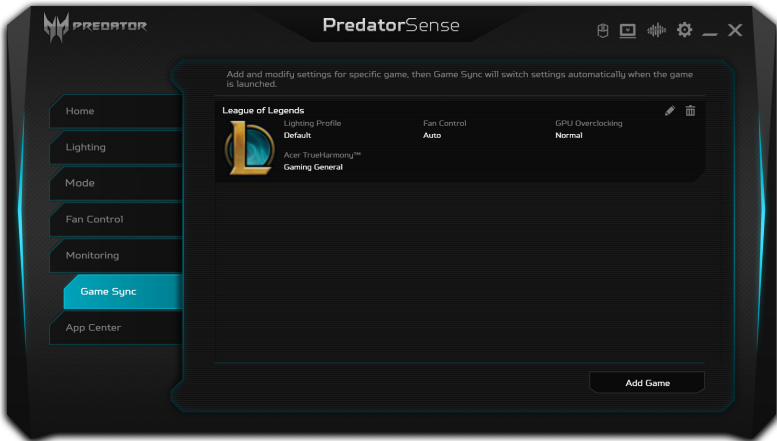 PREDATOR
PredatorSense
Add and modify settings for specific game, then Game Sync will switch settings automatically when the game
is launched.
Home
Lighting
Mode
Fan Control
Monitoring
Game Sync
App Center
League of Legends
Lighting Profile
Default
Fan Control
Auto
GPU Overclocking
Normal
Acer TrueHarmony™
Gaming General
Add Game